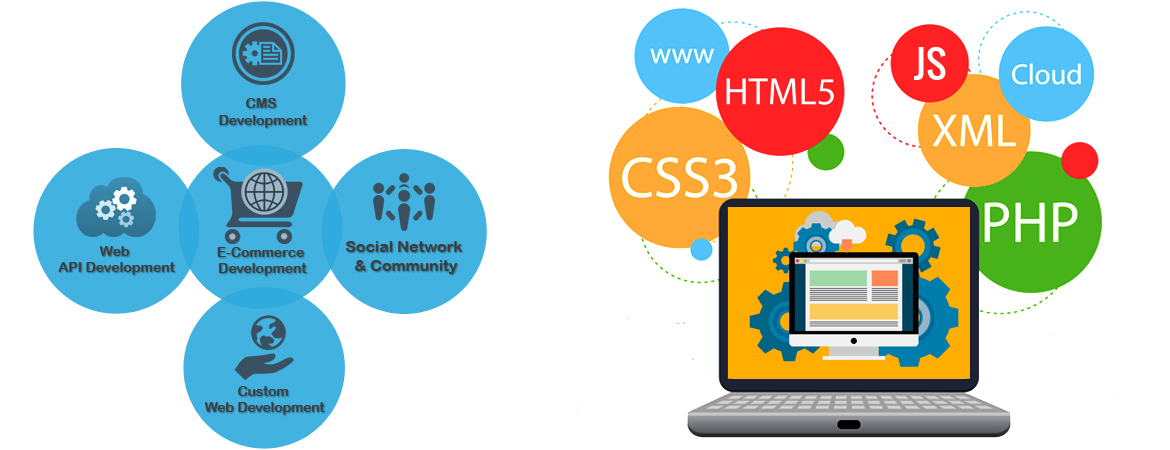 CMS
Development
Web
API Development
E-Commerce
Development
Social Network
& Community
Custom
Web Development
www
HTML5
CSS3
JS
Cloud
XML
PHP